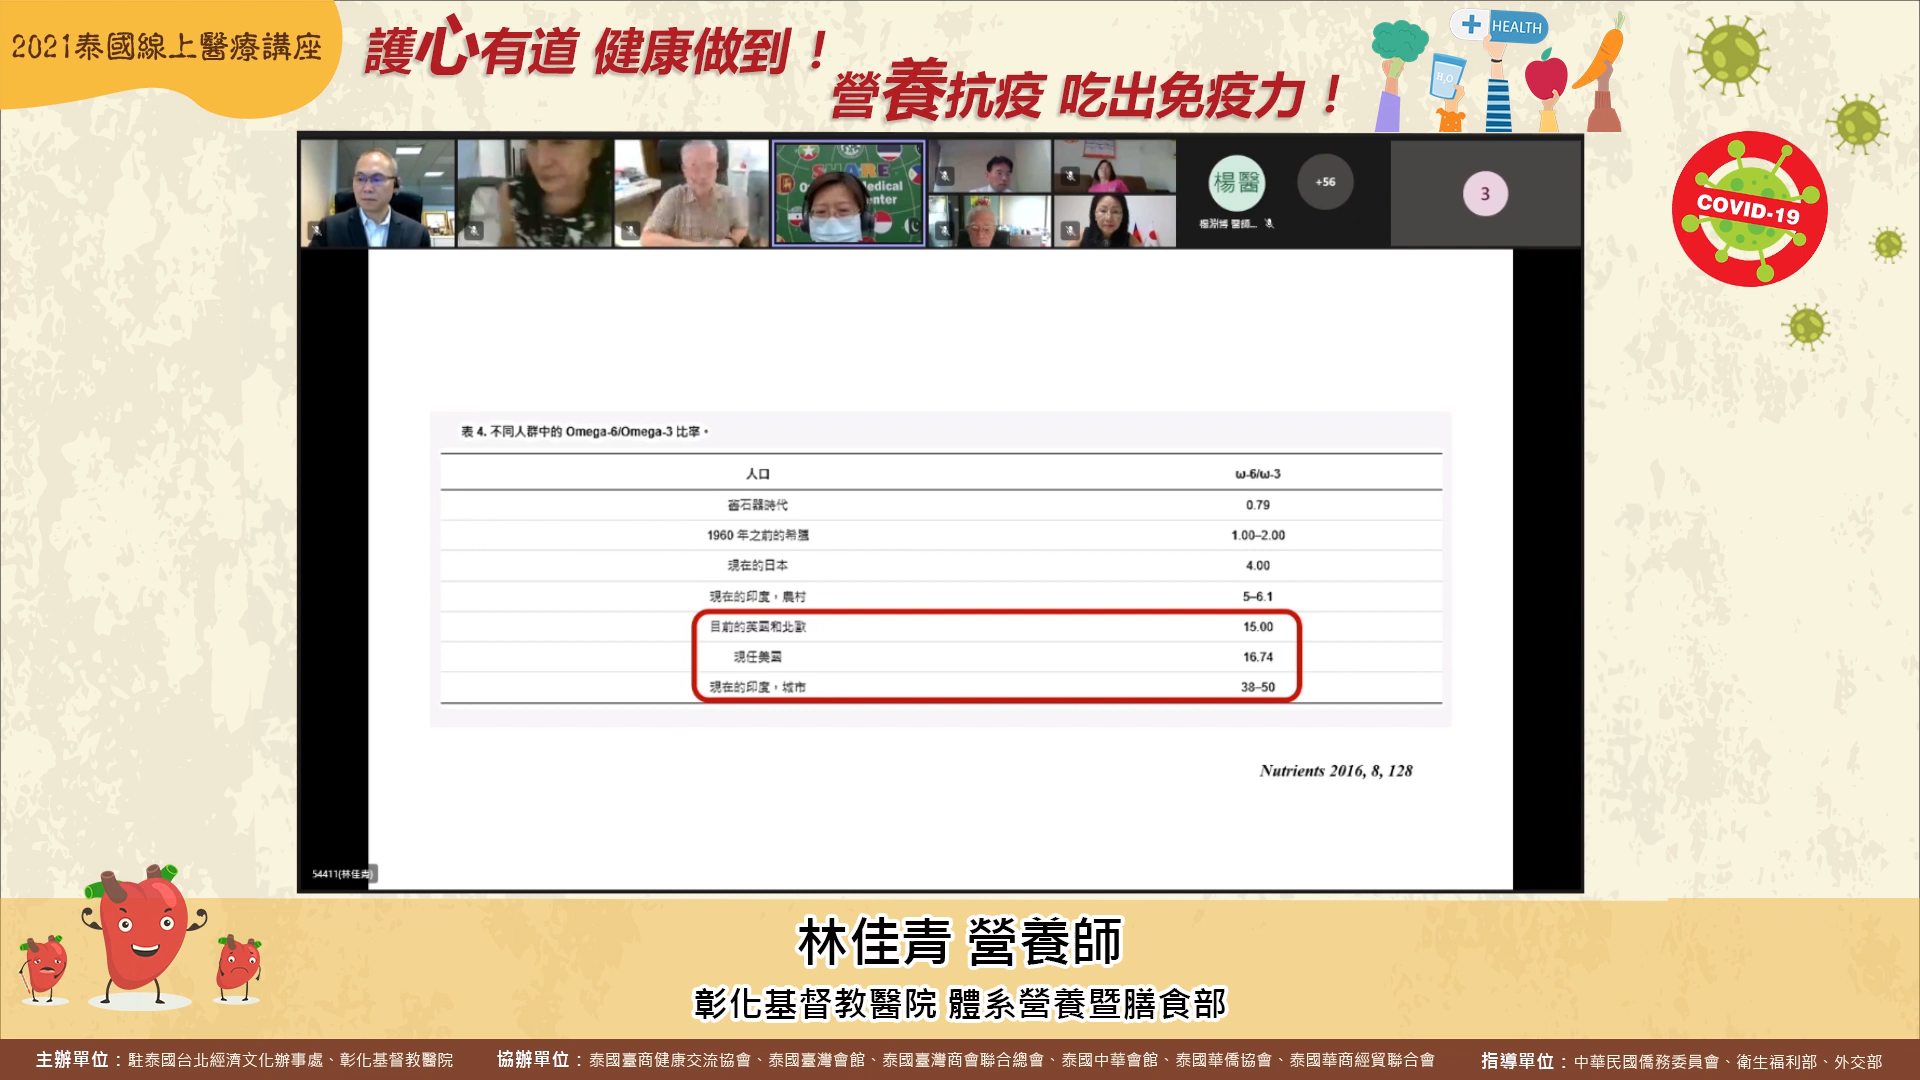 2021泰國線上醫療講座
護心有道 健康做到！
營養抗疫 吃出免疫力！
HEALTH
H₂O
COVID-19
SHARE
楊醫
+56
3
楊淵博 醫師...
表 4. 不同人群中的 Omega-6/Omega-3 比率。
人口 ω-6/ω-3
舊石器時代 0.79
1960 年之前的希臘 1.00–2.00
現在的日本 4.00
現在的印度，農村 5–6.1
目前的英國和北歐 15.00
現任美國 16.74
現在的印度，城市 38–50
Nutrients 2016, 8, 128
54411(林佳青)
林佳青 營養師
彰化基督教醫院 體系營養暨膳食部
主辦單位：駐泰國台北經濟文化辦事處、彰化基督教醫院
協辦單位：泰國臺商健康交流協會、泰國臺灣會館、泰國臺灣商會聯合總會、泰國中華會館、泰國華僑協會、泰國華商經貿聯合會
指導單位：中華民國僑務委員會、衛生福利部、外交部